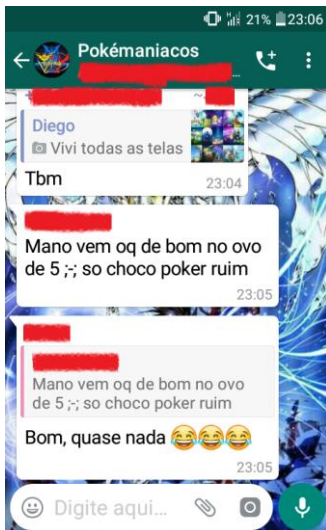 21% 23:06
Pokémaniacos
Diego
Vivi todas as telas
Tbm
23:04
Mano vem oq de bom no ovo
de 5 ;-; so choco poker ruim
23:05
Mano vem oq de bom no ovo
de 5 ;-; so choco poker ruim
Bom, quase nada 😂😂😂
23:05
Digite aqui...